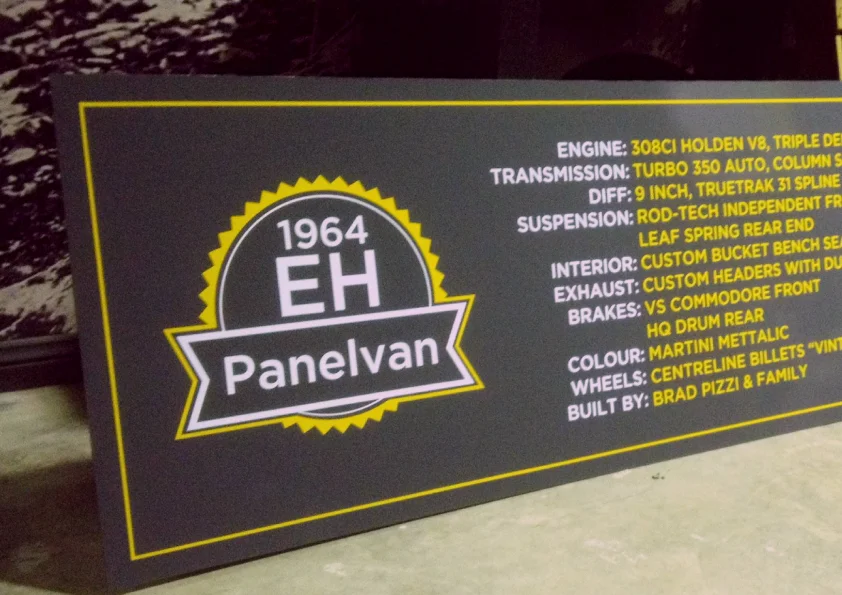 1964
EH
Panelvan
ENGINE: 308CI HOLDEN V8, TRIPLE
TRANSMISSION: TURBO 350 AUTO, COLUMN
DIFF: 9 INCH, TRUETRAK 31 SPLINE
SUSPENSION: ROD-TECH INDEPENDENT
LEAF SPRING REAR END
INTERIOR: CUSTOM BUCKET BENCH
EXHAUST: CUSTOM HEADERS WITH
BRAKES: VS COMMODORE FRONT
HQ DRUM REAR
COLOUR: MARTINI METTALIC
WHEELS: CENTRELINE BILLETS
BUILT BY: BRAD PIZZI & FAMILY